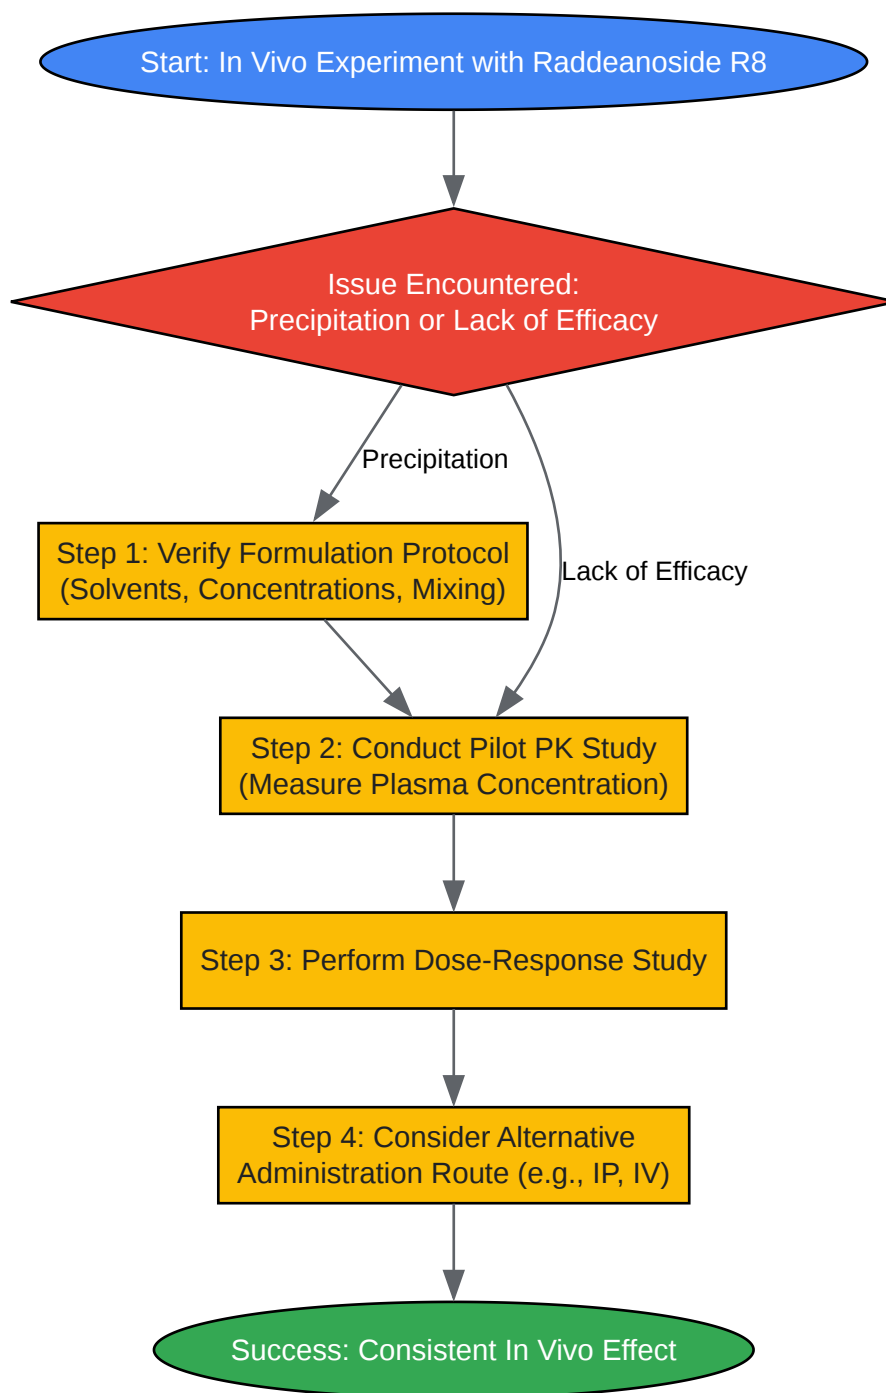 Start: In Vivo Experiment with Raddeanoside R8
Issue Encountered:
Precipitation or Lack of Efficacy
Precipitation
Step 1: Verify Formulation Protocol
(Solvents, Concentrations, Mixing)
Lack of Efficacy
Step 2: Conduct Pilot PK Study
(Measure Plasma Concentration)
Step 3: Perform Dose-Response Study
Step 4: Consider Alternative
Administration Route (e.g., IP, IV)
Success: Consistent In Vivo Effect